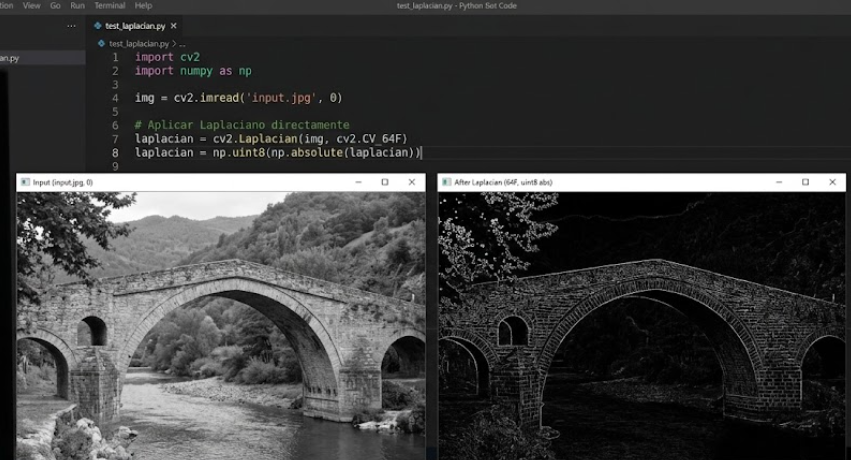 tion View Go Run Terminal Help
test_laplacian.py - Python
... test_laplacian.py ×
an.py
test_laplacian.py > ...
1 import cv2
2 import numpy as np
3
4 img = cv2.imread('input.jpg', 0)
5
6 # Aplicar Laplaciano directamente
7 laplacian = cv2.Laplacian(img, cv2.CV_64F)
8 laplacian = np.uint8(np.absolute(laplacian))
9
Input (input.jpg, 0)
After Laplacian (64F, uint8 abs)